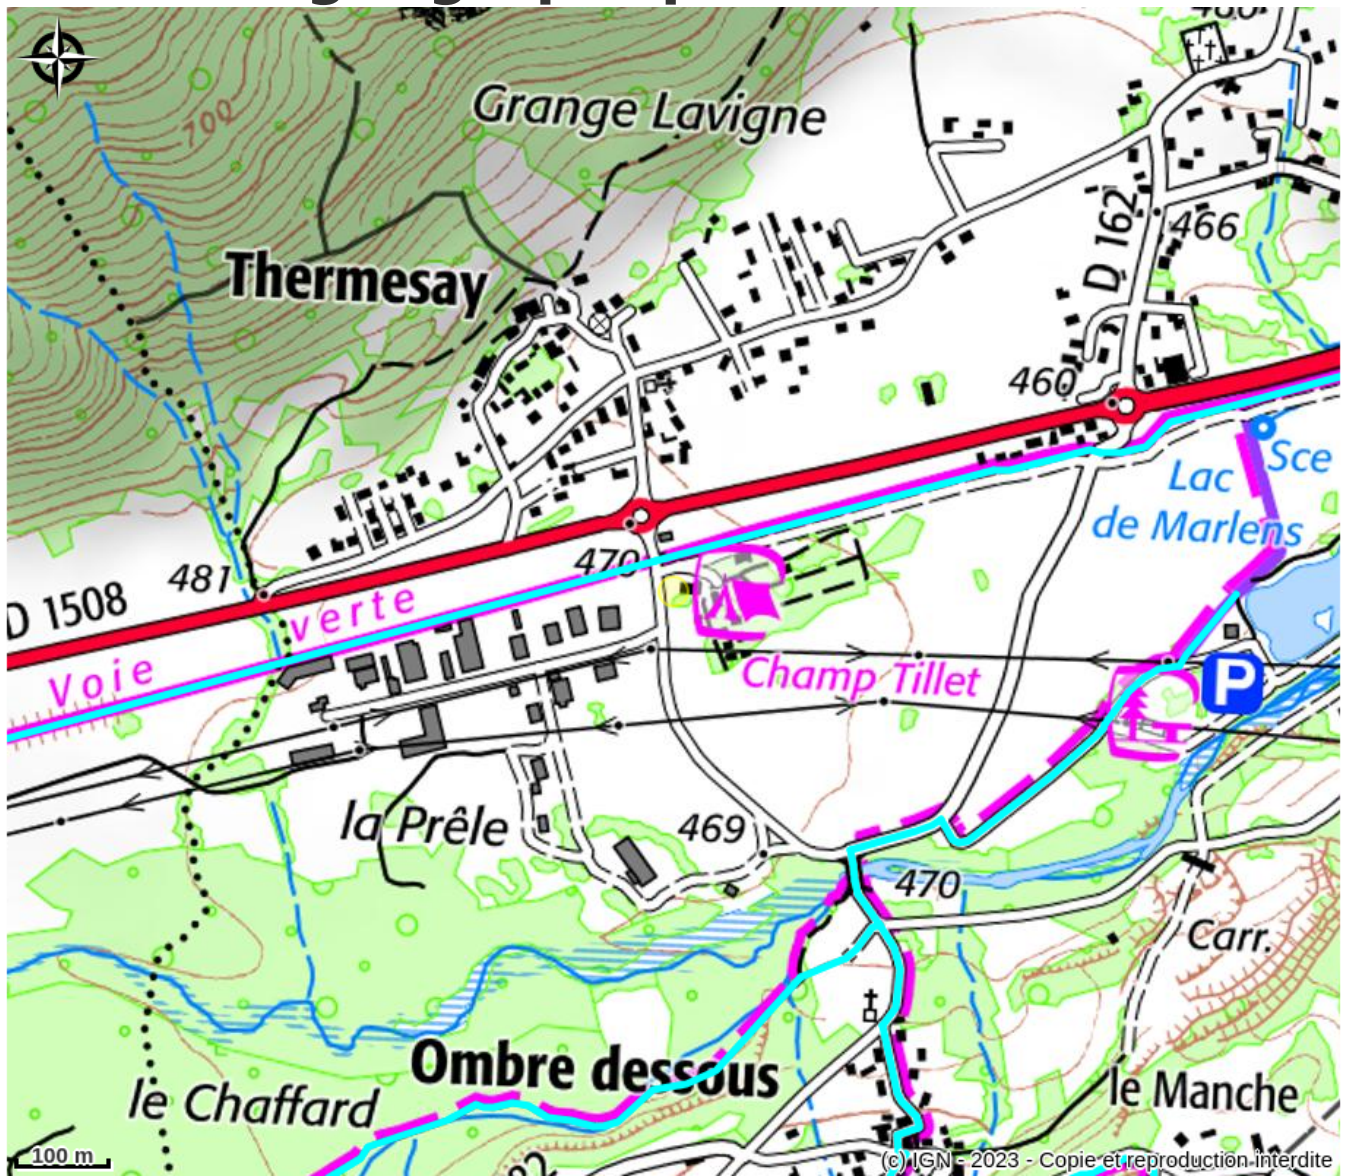 700
Grange Lavigne
D 162
466
Thermesay
460
Sce
Lac
de Marlens
470
481
D 1508
verte
Voie
Champ Tillet
P
la Prêle
469
470
Carr.
Ombre dessous
le Chaffard
le Manche
100 m
(c) IGN - 2023 - Copie et reproduction interdite